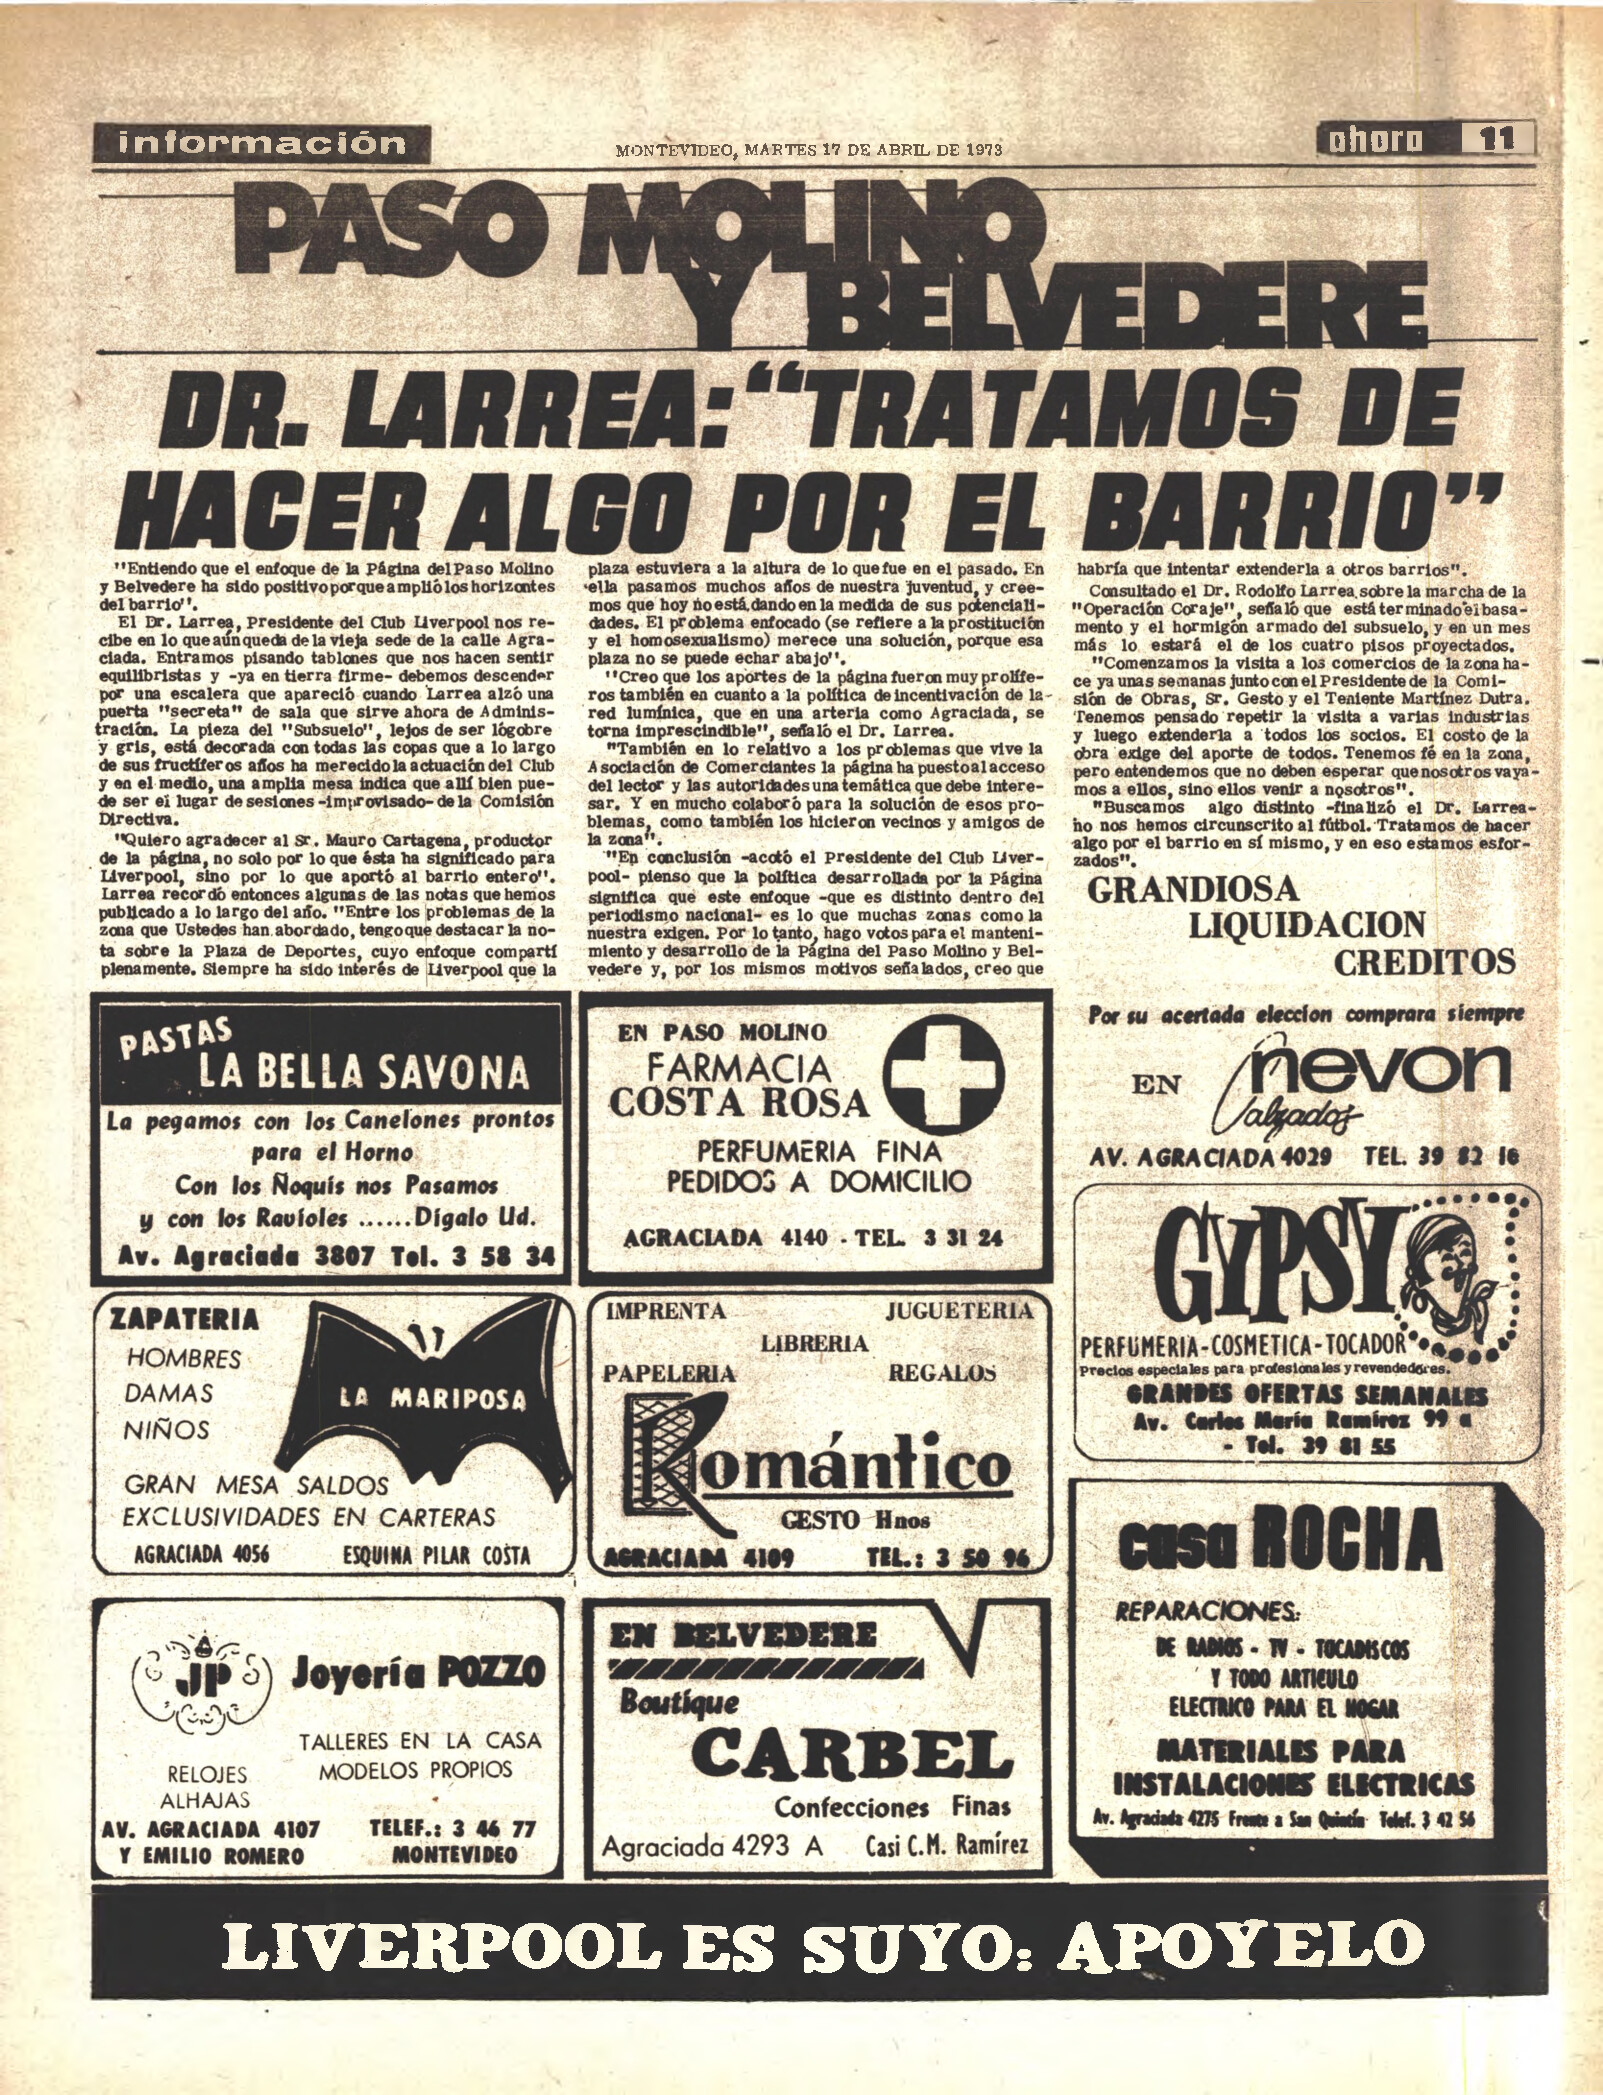 información
MONTEVIDEO, MARTES 17 DE ABRIL DE 1973
ahora 11
PASO MOLINO
Y BELVEDERE
DR. LARREA: "TRATAMOS DE
HACER ALGO POR EL BARRIO"
"Entiendo que el enfoque de la Página del Paso Molino
y Belvedere ha sido positivo porque amplió los horizontes
del barrio".
El Dr. Larrea, Presidente del Club Liverpool nos re-
cibe en lo que aún queda de la vieja sede de la calle Agra-
ciada. Entramos pisando tablones que nos hacen sentir
equilibristas y -ya en tierra firme- debemos descender
por una escalera que apareció cuando Larrea alzó una
puerta "secreta" de sala que sirve ahora de Adminis-
tración. La pieza del "Subsuelo", lejos de ser lógobre
y gris, está decorada con todas las copas que a lo largo
de sus fructíferos años ha merecido la actuación del Club
y en el medio, una amplia mesa indica que allí bien pue-
de ser el lugar de sesiones -improvisado- de la Comisión
Directiva.
"Quiero agradecer al Sr. Mauro Cartagena, productor
de la página, no solo por lo que ésta ha significado para
Liverpool, sino por lo que aportó al barrio entero".
Larrea recordó entonces algunas de las notas que hemos
publicado a lo largo del año. "Entre los problemas de la
zona que Ustedes han abordado, tengo que destacar la no-
ta sobre la Plaza de Deportes, cuyo enfoque compartí
plenamente. Siempre ha sido interés de Liverpool que la
plaza estuviera a la altura de lo que fue en el pasado. En
ella pasamos muchos años de nuestra juventud, y cree-
mos que hoy no está dando en la medida de sus potenciali-
dades. El problema enfocado (se refiere a la prostitución
y el homosexualismo) merece una solución, porque esa
plaza no se puede echar abajo".
"Creo que los aportes de la página fueron muy prolífe-
ros también en cuanto a la política de incentivación de la
red lumínica, que en una arteria como Agraciada, se
torna imprescindible", señaló el Dr. Larrea.
"También en lo relativo a los problemas que vive la
Asociación de Comerciantes la página ha puesto al acceso
del lector y las autoridades una temática que debe intere-
sar. Y en mucho colaboró para la solución de esos pro-
blemas, como también los hicieron vecinos y amigos de
la zona".
"En conclusión -acotó el Presidente del Club Liver-
pool- pienso que la política desarrollada por la Página
significa que este enfoque -que es distinto dentro del
periodismo nacional- es lo que muchas zonas como la
nuestra exigen. Por lo tanto, hago votos para el manteni-
miento y desarrollo de la Página del Paso Molino y Bel-
vedere y, por los mismos motivos señalados, creo que
habría que intentar extenderla a otros barrios".
Consultado el Dr. Rodolfo Larrea sobre la marcha de la
"Operación Coraje", señaló que está terminado el basa-
mento y el hormigón armado del subsuelo, y en un mes
más lo estará el de los cuatro pisos proyectados.
"Comenzamos la visita a los comercios de la zona ha-
ce ya unas semanas junto con el Presidente de la Comi-
sión de Obras, Sr. Gesto y el Teniente Martínez Dutra.
Tenemos pensado repetir la visita a varias industrias
y luego extenderla a todos los socios. El costo de la
obra exige del aporte de todos. Tenemos fé en la zona,
pero entendemos que no deben esperar que nosotros vaya-
mos a ellos, sino ellos venir a nosotros".
"Buscamos algo distinto -finalizó el Dr. Larrea-
no nos hemos circunscrito al fútbol. Tratamos de hacer
algo por el barrio en sí mismo, y en eso estamos esfor-
zados".
GRANDIOSA
LIQUIDACION
CREDITOS
Por su acertada eleccion comprara siempre
EN nevon
Calzados
AV. AGRACIADA 4029 TEL. 39 82 16
PASTAS
LA BELLA SAVONA
La pegamos con los Canelones prontos
para el Horno
Con los Ñoquis nos Pasamos
y con los Ravioles ......Dígalo Ud.
Av. Agraciada 3807 Tel. 3 58 34
EN PASO MOLINO
FARMACIA
COSTA ROSA
PERFUMERIA FINA
PEDIDOS A DOMICILIO
AGRACIADA 4140 - TEL. 3 31 24
GYPSY
PERFUMERIA-COSMETICA-TOCADOR
Precios especiales para profesionales y revendedores.
GRANDES OFERTAS SEMANALES
Av. Carlos María Ramírez 99 a
- Tel. 39 81 55
ZAPATERIA
HOMBRES
DAMAS
NIÑOS
LA MARIPOSA
GRAN MESA SALDOS
EXCLUSIVIDADES EN CARTERAS
AGRACIADA 4056 ESQUINA PILAR COSTA
IMPRENTA JUGUETERIA
LIBRERIA
PAPELERIA REGALOS
Romántico
GESTO Hnos
AGRACIADA 4109 TEL.: 3 50 96
casa ROCHA
REPARACIONES:
DE RADIOS - TV - TOCADISCOS
Y TODO ARTICULO
ELECTRICO PARA EL HOGAR
MATERIALES PARA
INSTALACIONES ELECTRICAS
Av. Agraciada 4275 Frente a San Quintín Telef. 3 42 56
JP
Joyería POZZO
TALLERES EN LA CASA
MODELOS PROPIOS
RELOJES
ALHAJAS
AV. AGRACIADA 4107 TELEF.: 3 46 77
Y EMILIO ROMERO MONTEVIDEO
EN BELVEDERE
Boutique
CARBEL
Confecciones Finas
Agraciada 4293 A Casi C.M. Ramírez
LIVERPOOL ES SUYO: APOYELO